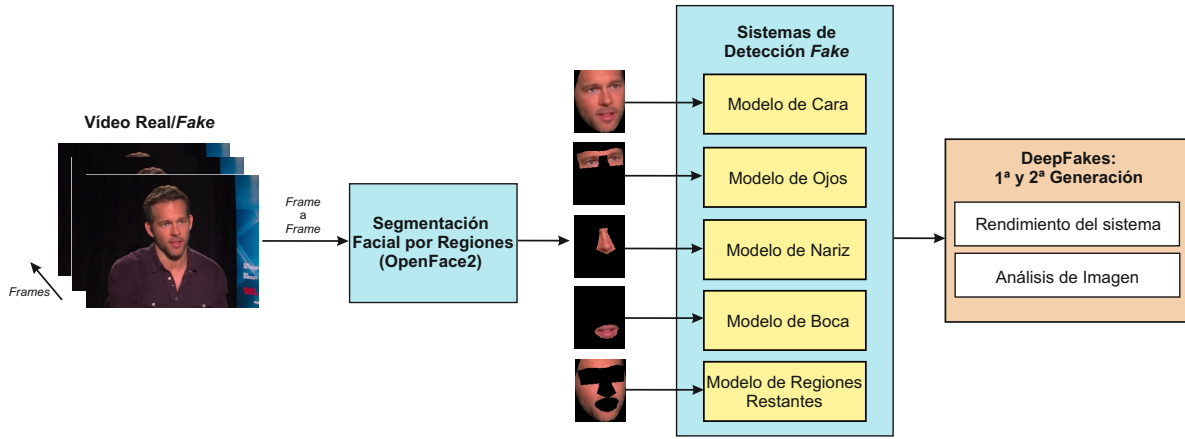 Vídeo Real/Fake
Frames
Frame
a
Frame
Segmentación
Facial por Regiones
(OpenFace2)
Sistemas de
Detección Fake
Modelo de Cara
Modelo de Ojos
Modelo de Nariz
Modelo de Boca
Modelo de Regiones
Restantes
DeepFakes:
1ª y 2ª Generación
Rendimiento del sistema
Análisis de Imagen